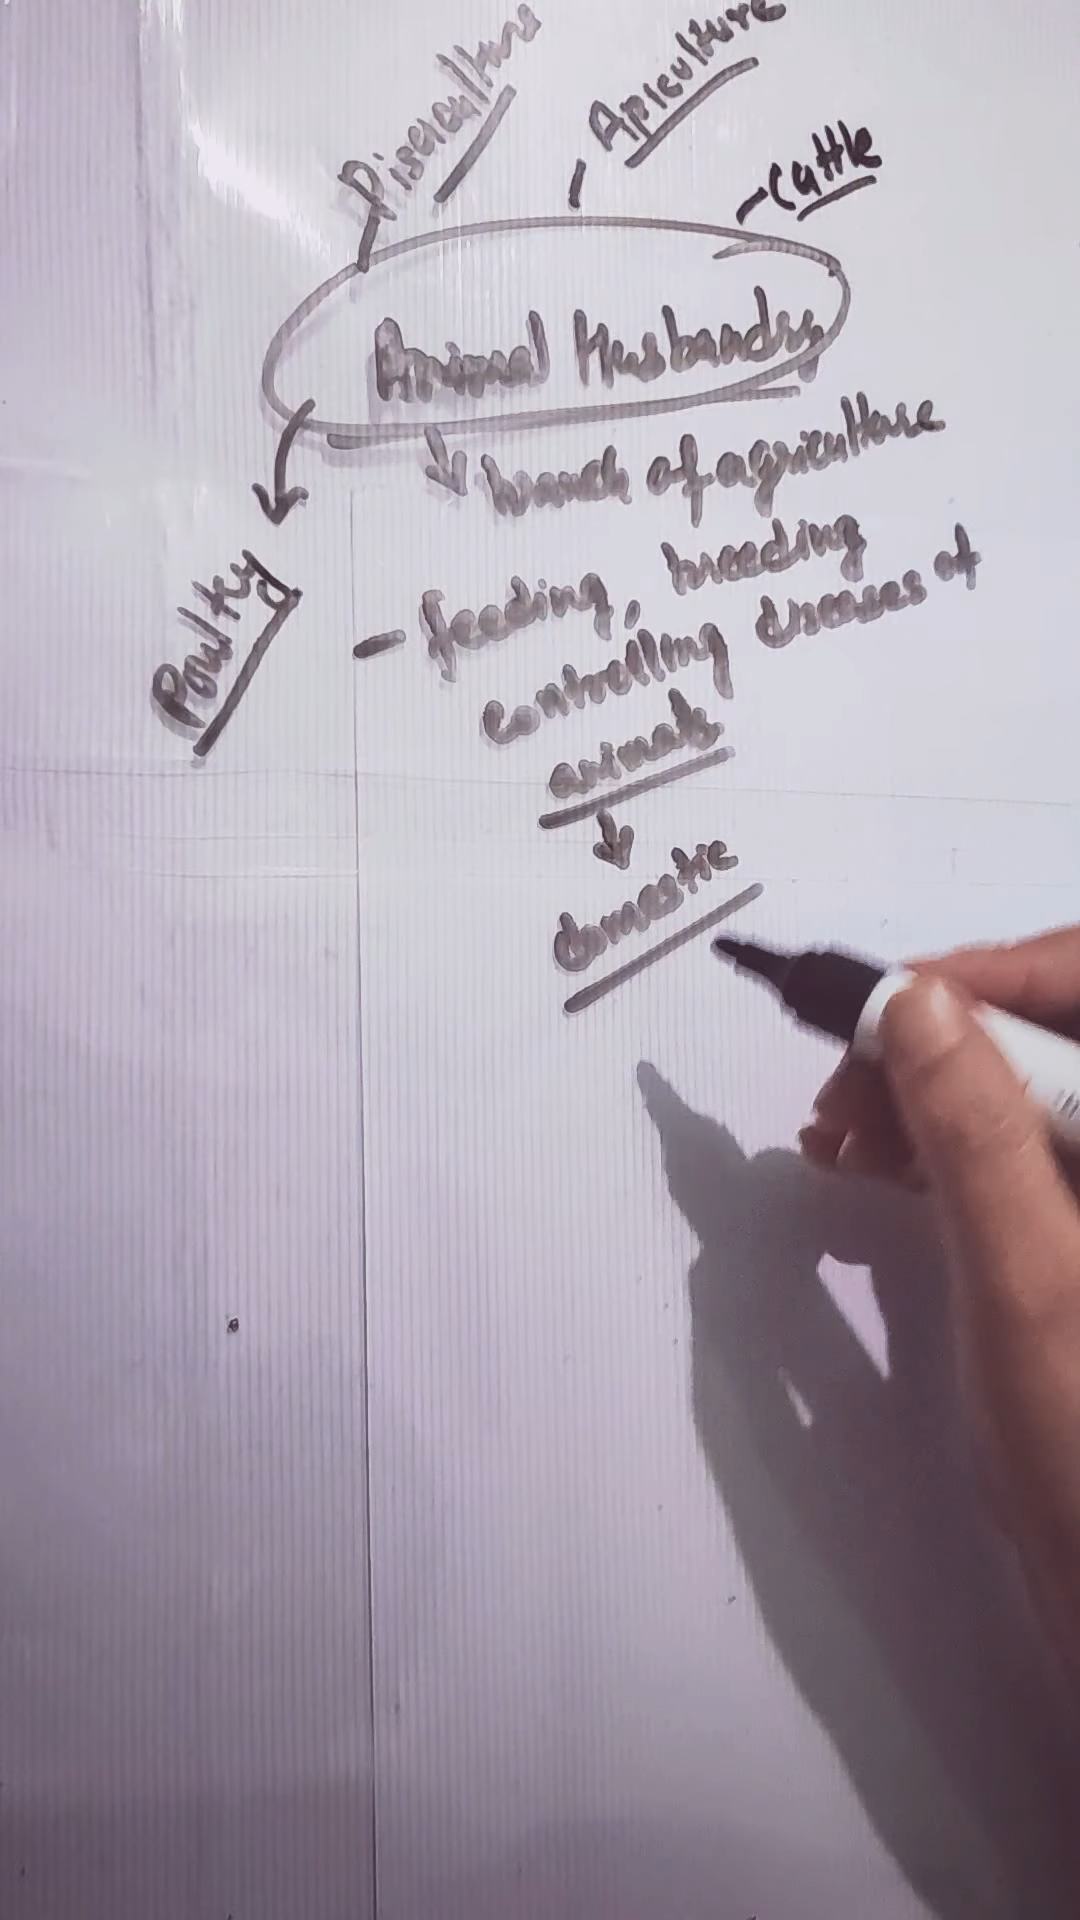 Pisciculture
Apiculture
Cattle
Animal Husbandry
branch of agriculture
Poultry
- feeding, breeding
controlling diseases of
animals
domestic